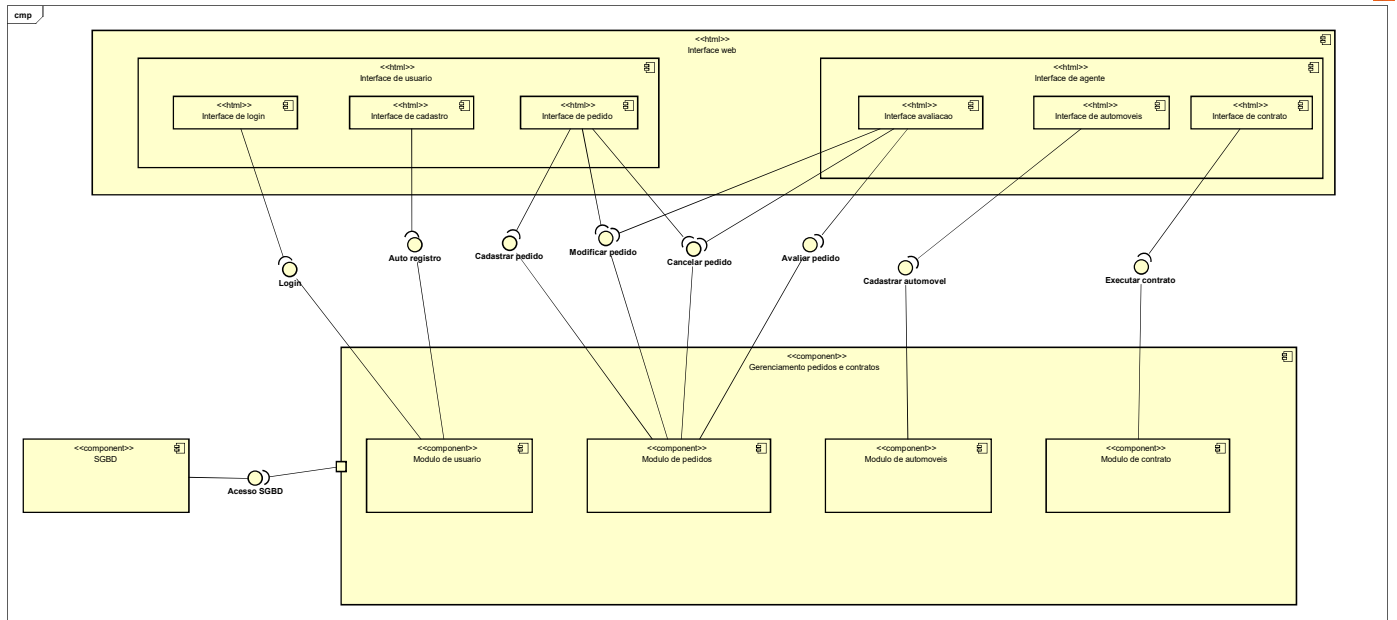 cmp
<<html>>
Interface web
<<html>>
Interface de usuario
<<html>>
Interface de login
<<html>>
Interface de cadastro
<<html>>
Interface de pedido
<<html>>
Interface de agente
<<html>>
Interface avaliacao
<<html>>
Interface de automoveis
<<html>>
Interface de contrato
Login
Auto registro
Cadastrar pedido
Modificar pedido
Cancelar pedido
Avaliar pedido
Cadastrar automovel
Executar contrato
<<component>>
Gerenciamento pedidos e contratos
<<component>>
SGBD
Acesso SGBD
<<component>>
Modulo de usuario
<<component>>
Modulo de pedidos
<<component>>
Modulo de automoveis
<<component>>
Modulo de contrato